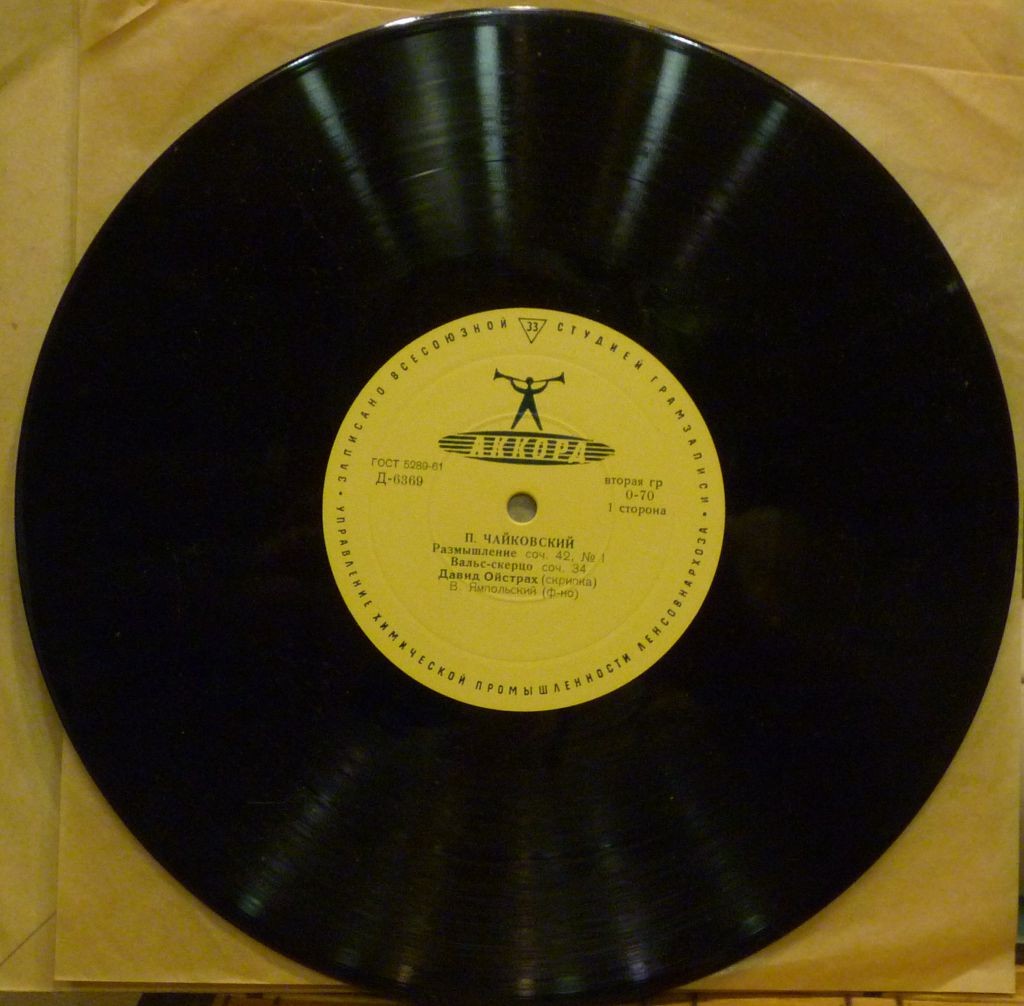 ЗАПИСАНО ВСЕСОЮЗНОЙ 33 СТУДИЕЙ ГРАМЗАПИСИ
АККОРД
ГОСТ 5289-61
Д-6369
вторая гр
0-70
1 сторона
П. ЧАЙКОВСКИЙ
Размышление соч. 42, № 1
Вальс-скерцо соч. 34
Давид Ойстрах (скрипка)
В. Ямпольский (ф-но)
• УПРАВЛЕНИЕ ХИМИЧЕСКОЙ ПРОМЫШЛЕННОСТИ ЛЕНСОВНАРХОЗА •